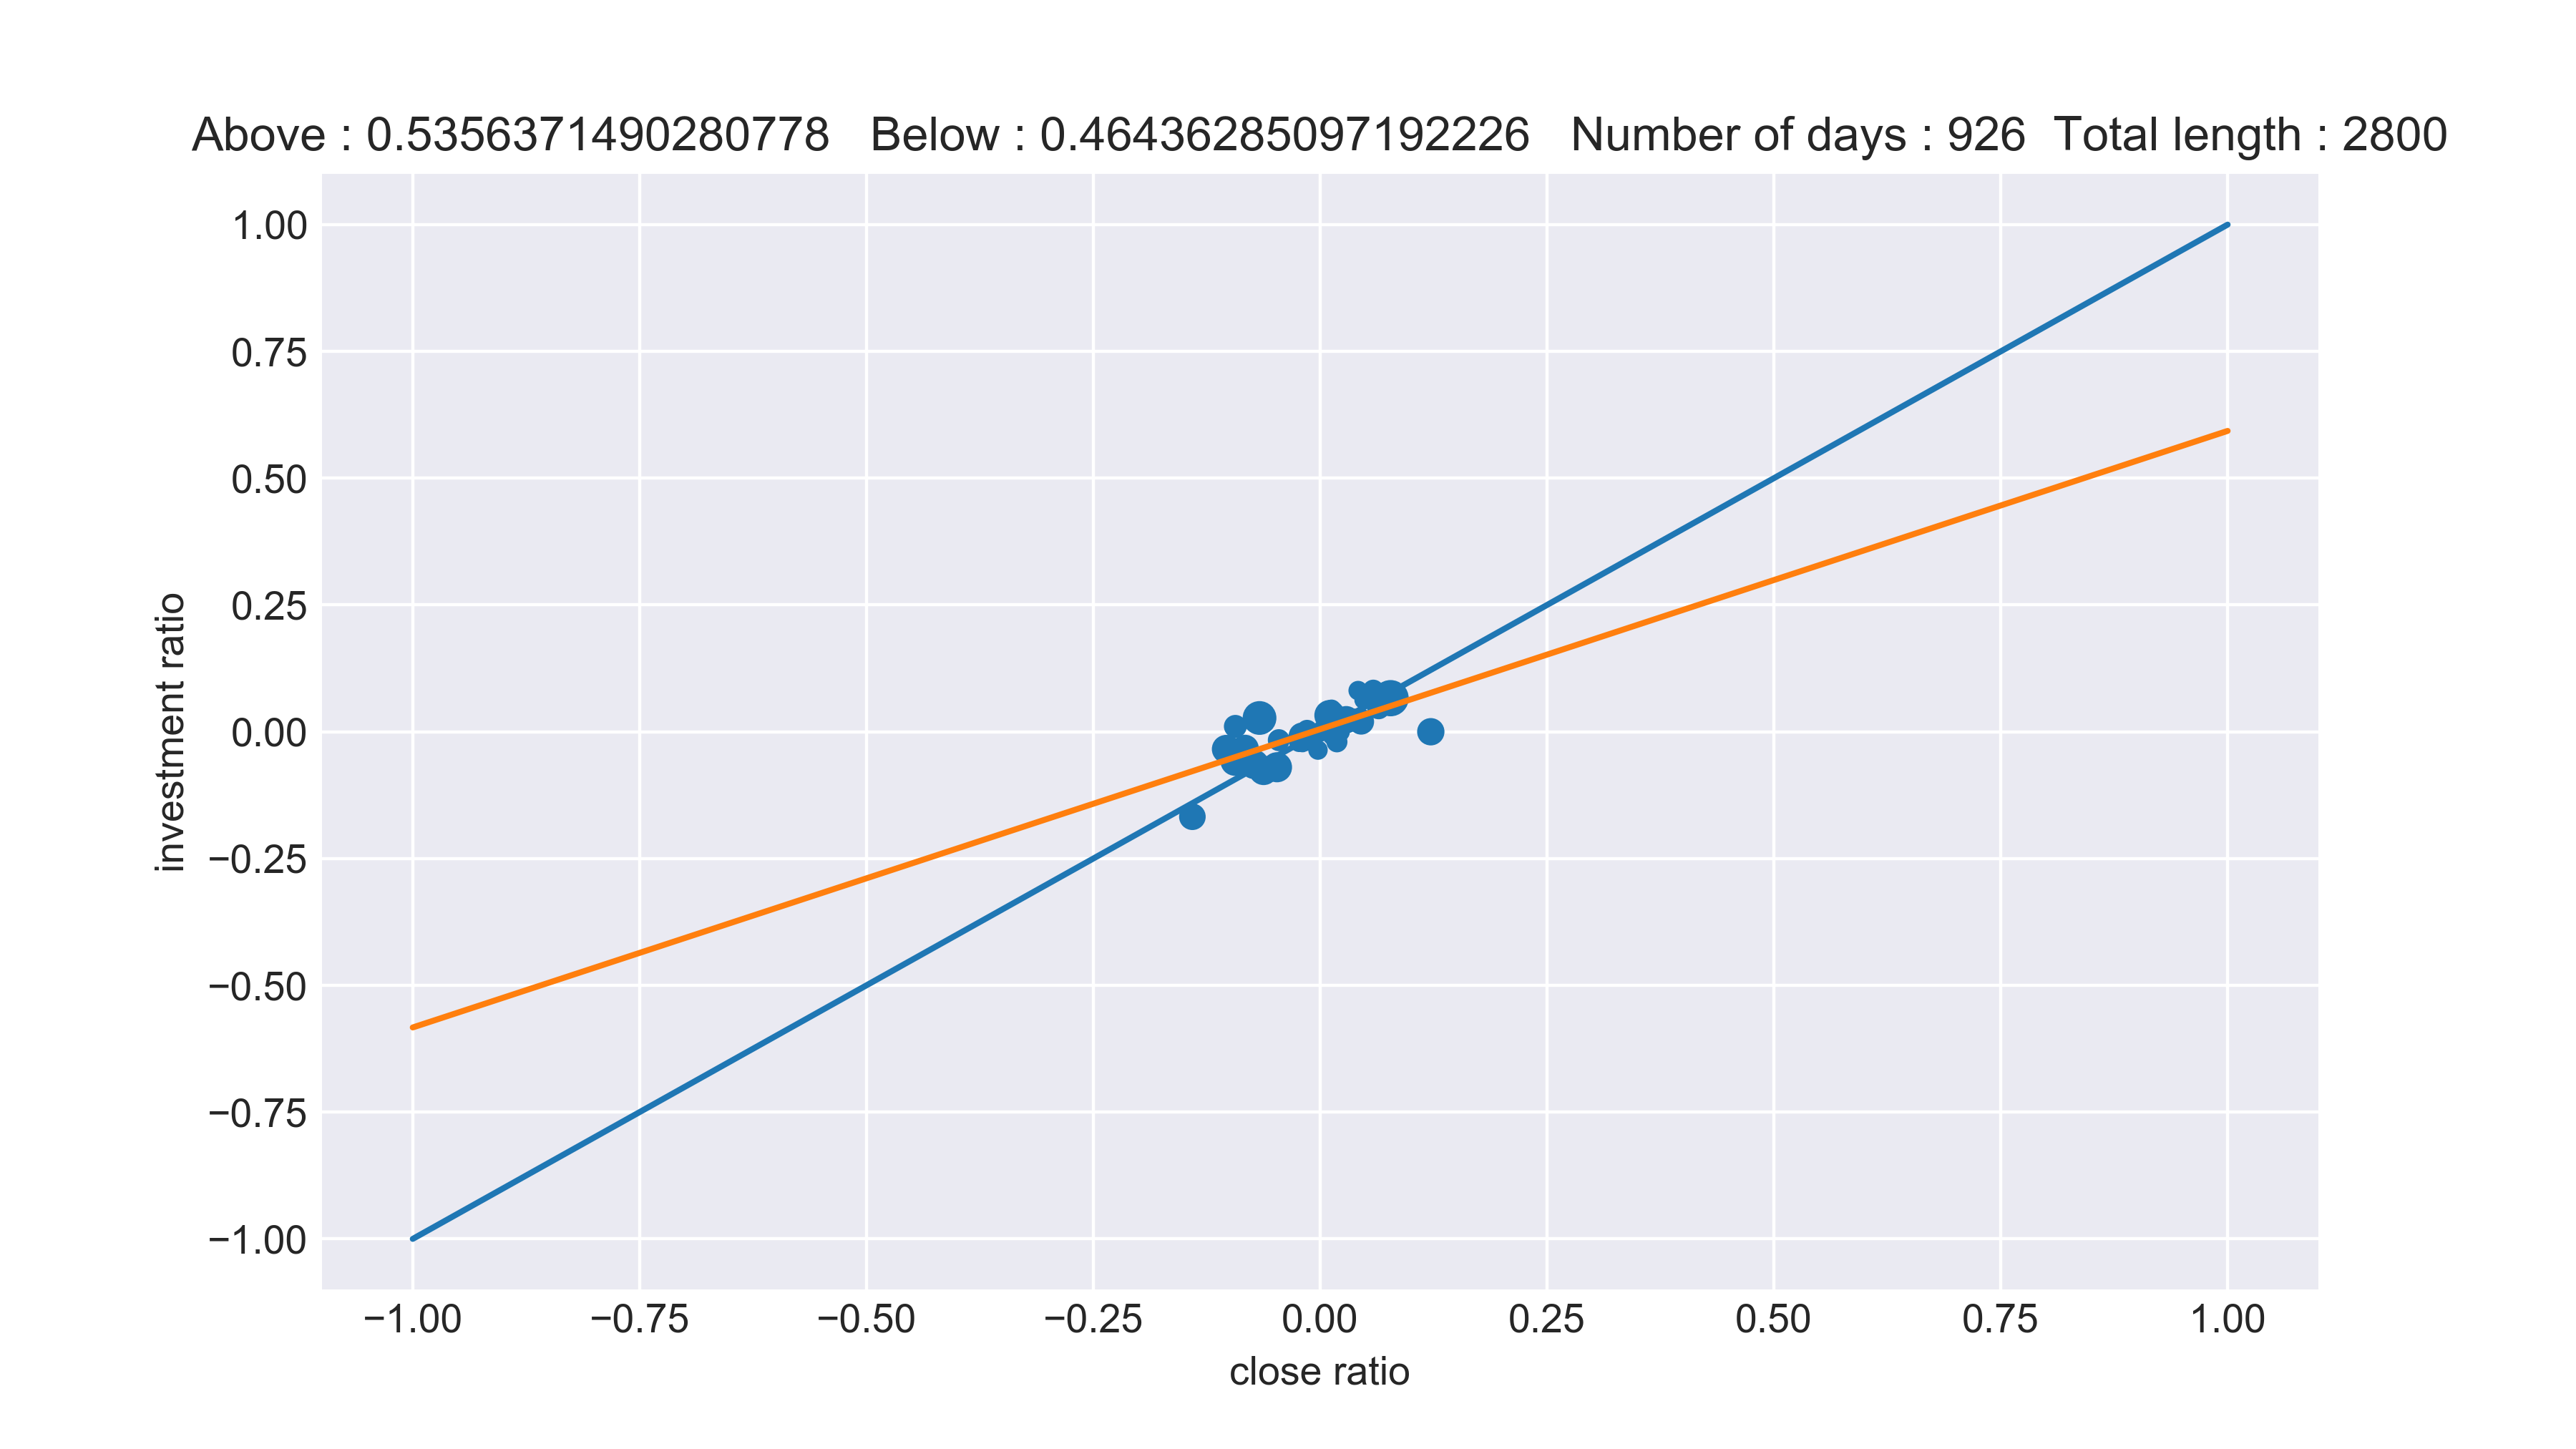 Above : 0.5356371490280778   Below : 0.46436285097192226   Number of days : 926  Total length : 2800
1.00
0.75
0.50
0.25
0.00
−0.25
−0.50
−0.75
−1.00
investment ratio
−1.00 −0.75 −0.50 −0.25 0.00 0.25 0.50 0.75 1.00
close ratio